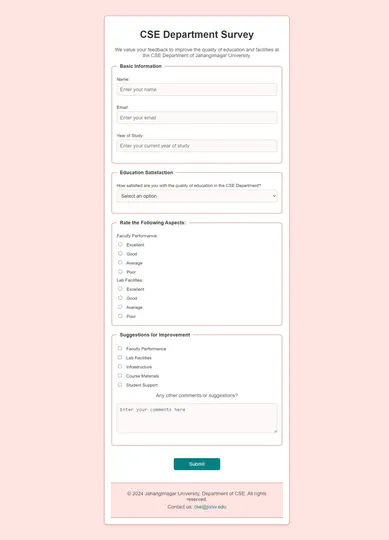 CSE Department Survey
We value your feedback to improve the quality of education and facilities at
the CSE Department of Jahangirnagar University.
Basic Information
Name:
Enter your name
Email:
Enter your email
Year of Study:
Enter your current year of study
Education Satisfaction
How satisfied are you with the quality of education in the CSE Department?
Select an option
Rate the Following Aspects:
Faculty Performance:
Excellent
Good
Average
Poor
Lab Facilities:
Excellent
Good
Average
Poor
Suggestions for Improvement
Faculty Performance
Lab Facilities
Infrastructure
Course Materials
Student Support
Any other comments or suggestions?
Enter your comments here
Submit
© 2024 Jahangirnagar University, Department of CSE. All rights
reserved.
Contact us: